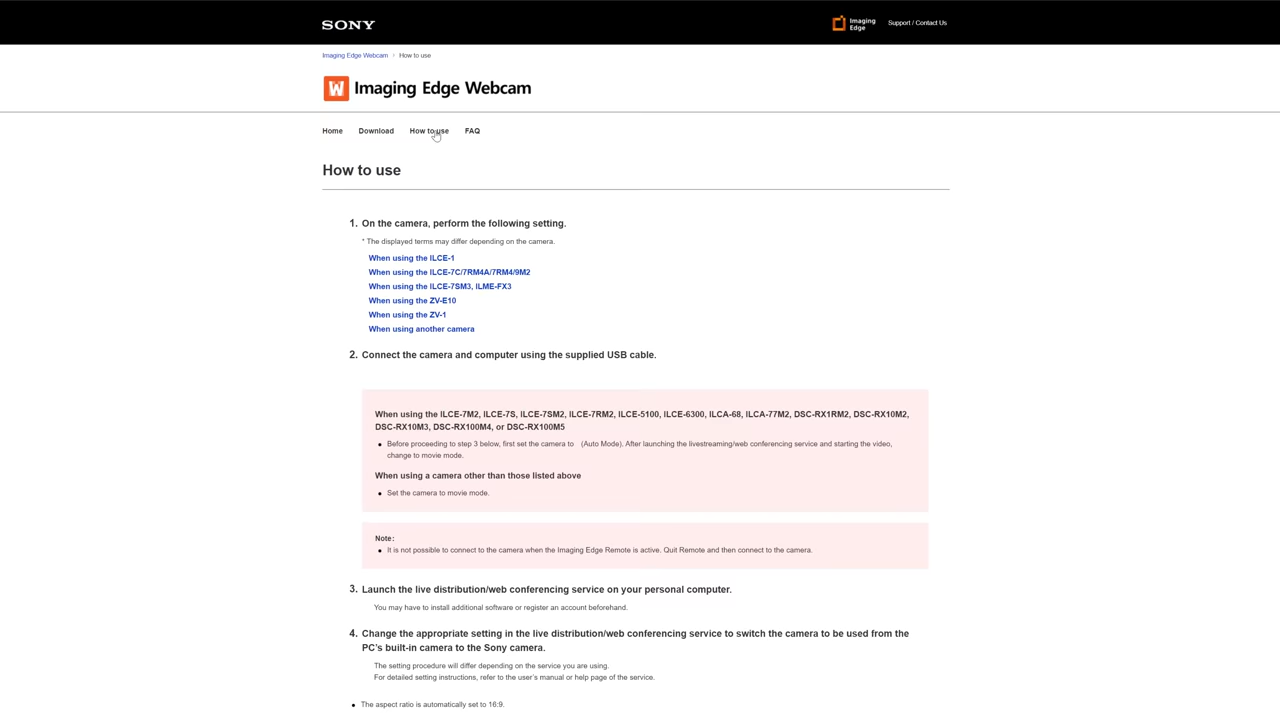 SONY
Imaging
Edge
Support / Contact Us
Imaging Edge Webcam › How to use
W Imaging Edge Webcam
Home Download How to use FAQ
How to use
1. On the camera, perform the following setting.
* The displayed terms may differ depending on the camera.
When using the ILCE-1
When using the ILCE-7C/7RM4A/7RM4/9M2
When using the ILCE-7SM3, ILME-FX3
When using the ZV-E10
When using the ZV-1
When using another camera
2. Connect the camera and computer using the supplied USB cable.
When using the ILCE-7M2, ILCE-7S, ILCE-7SM2, ILCE-7RM2, ILCE-5100, ILCE-6300, ILCA-68, ILCA-77M2, DSC-RX1RM2, DSC-RX10M2,
DSC-RX10M3, DSC-RX100M4, or DSC-RX100M5
• Before proceeding to step 3 below, first set the camera to (Auto Mode). After launching the livestreaming/web conferencing service and starting the video,
change to movie mode.
When using a camera other than those listed above
• Set the camera to movie mode.
Note:
• It is not possible to connect to the camera when the Imaging Edge Remote is active. Quit Remote and then connect to the camera.
3. Launch the live distribution/web conferencing service on your personal computer.
You may have to install additional software or register an account beforehand.
4. Change the appropriate setting in the live distribution/web conferencing service to switch the camera to be used from the
PC's built-in camera to the Sony camera.
The setting procedure will differ depending on the service you are using.
For detailed setting instructions, refer to the user's manual or help page of the service.
• The aspect ratio is automatically set to 16:9.